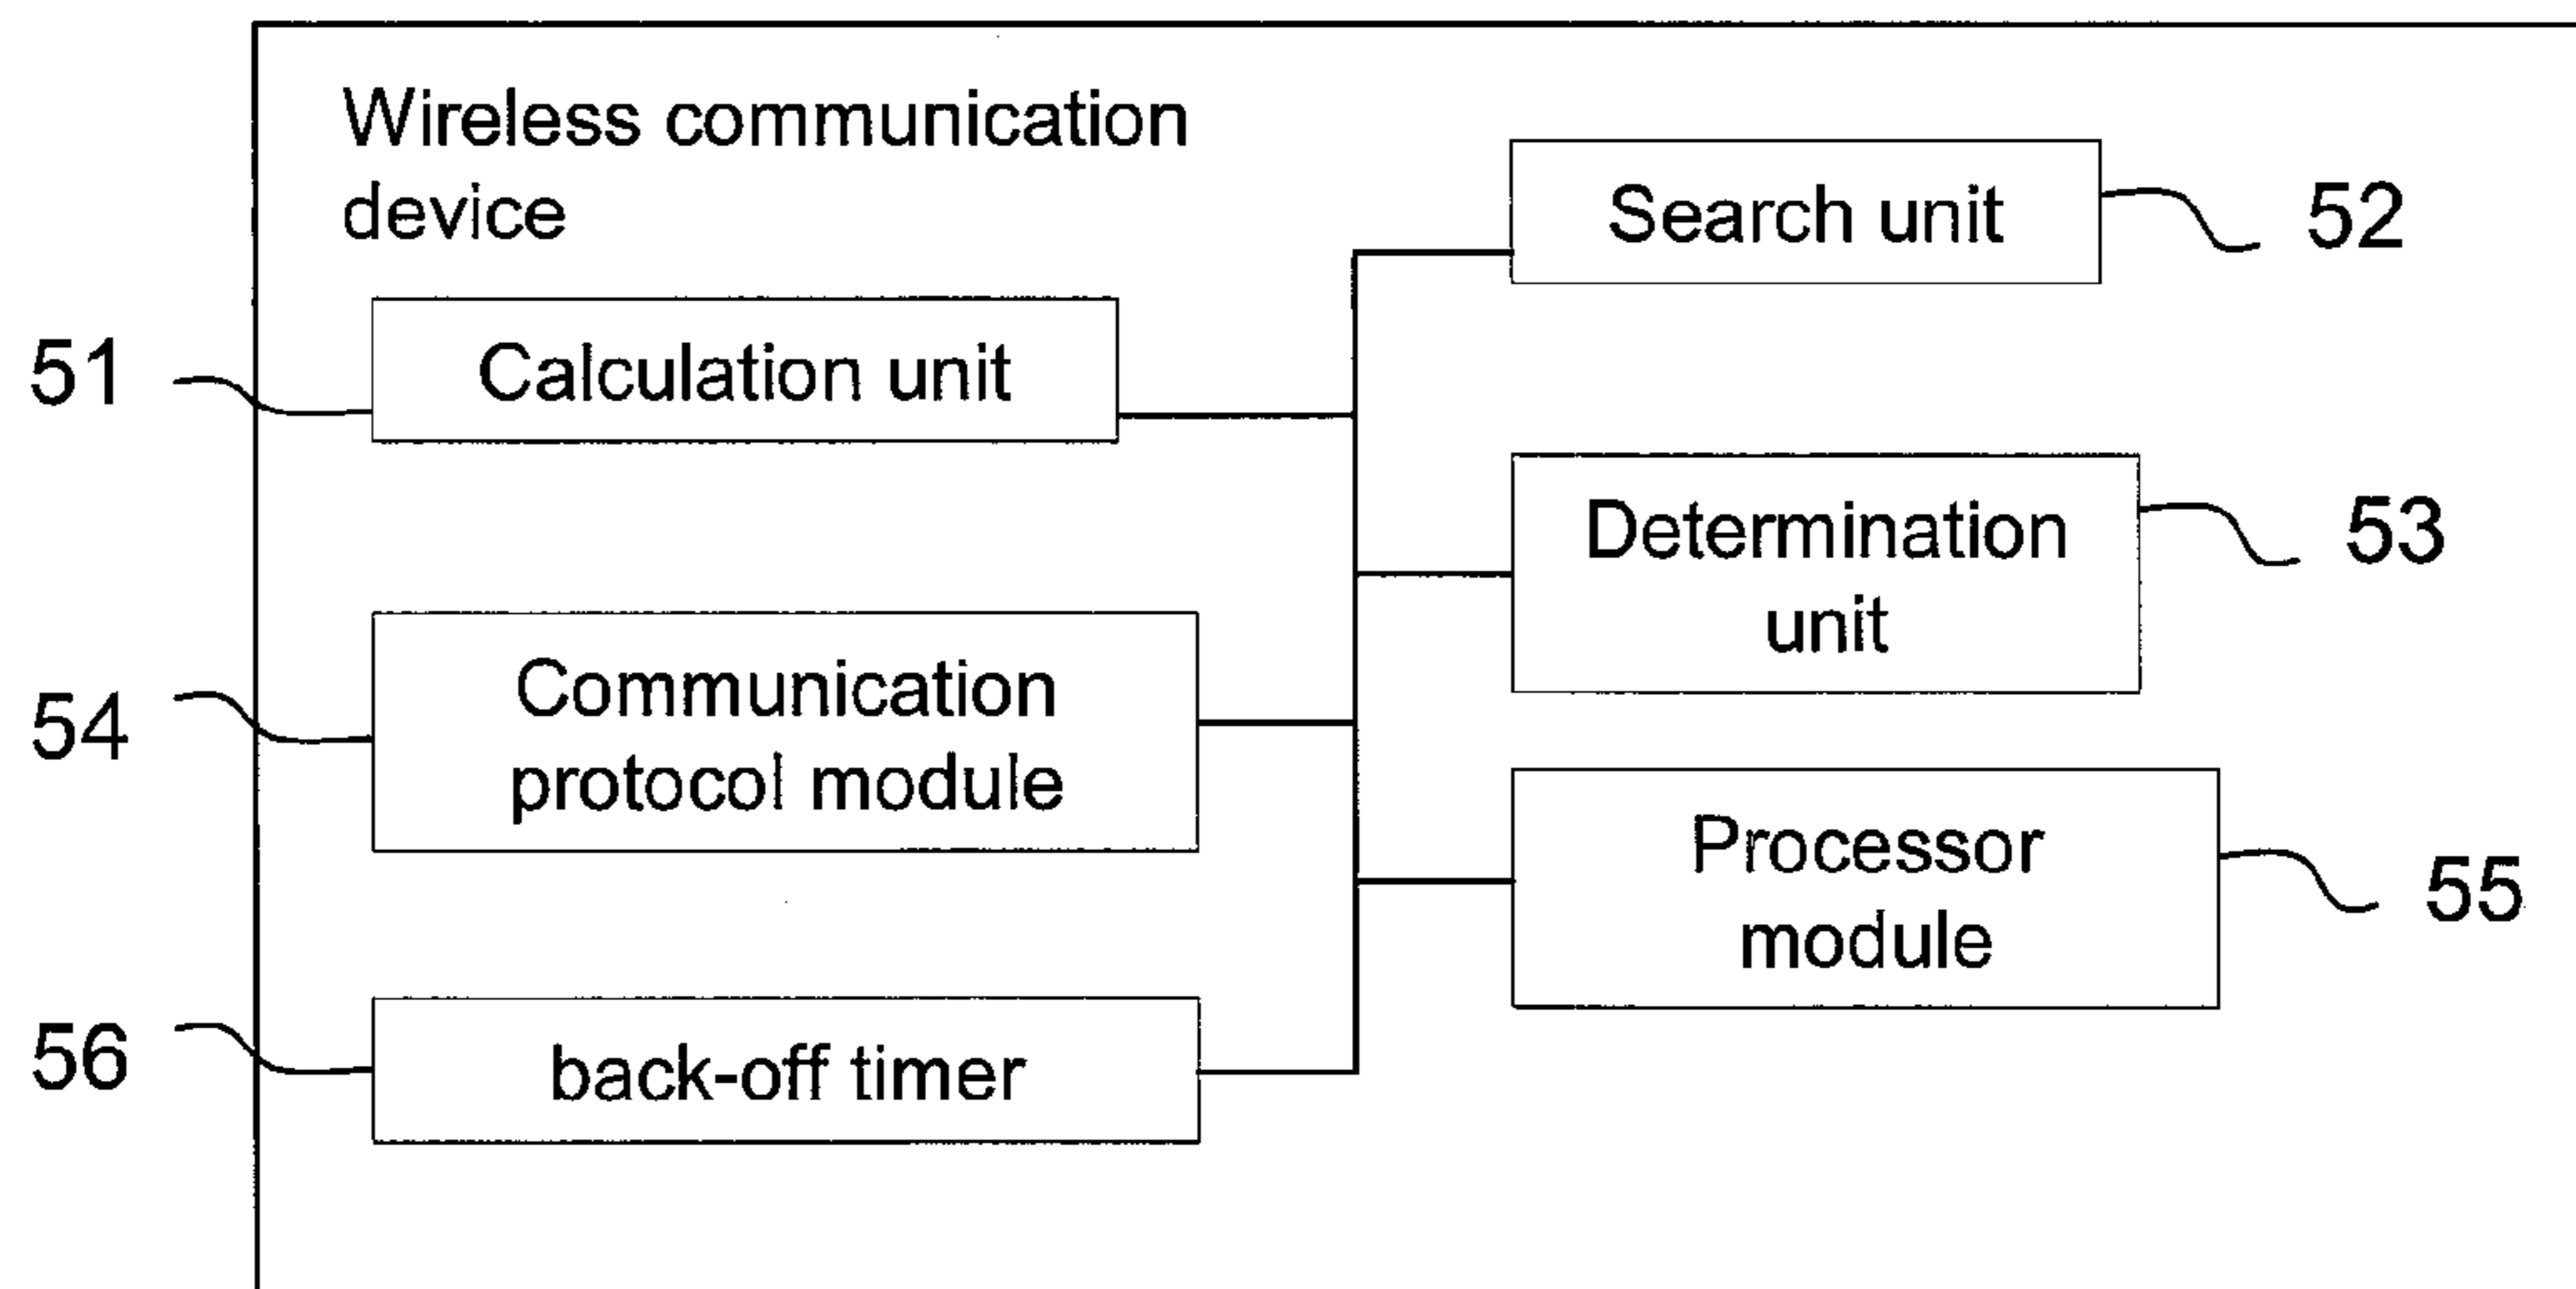 Wireless communication
device
Search unit
52
51
Calculation unit
Determination
unit
53
54
Communication
protocol module
Processor
module
55
56
back-off timer